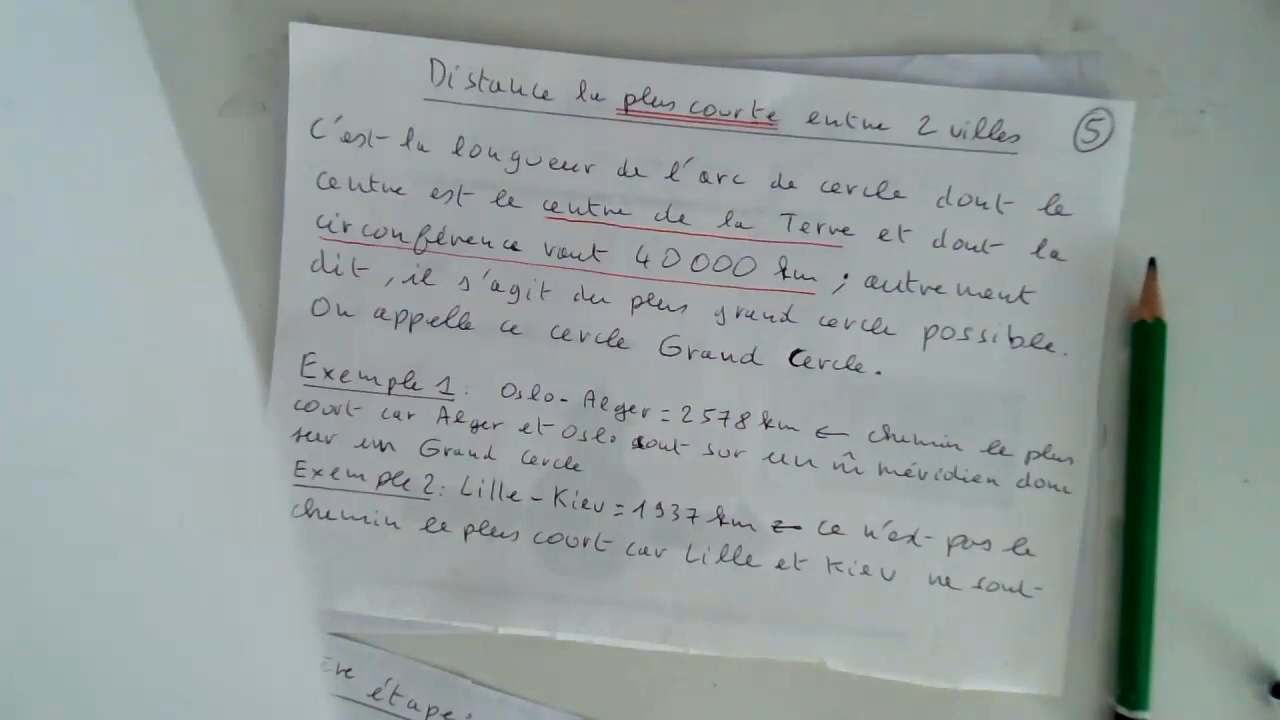 Distance la plus courte entre 2 villes
5
C'est la longueur de l'arc de cercle dont le
centre est le centre de la Terre et dont la
circonférence vaut 40 000 km ; autrement
dit, il s'agit du plus grand cercle possible.
On appelle ce cercle Grand Cercle.
Exemple 1 : Oslo - Alger = 2578 km ← chemin le plus
court car Alger et Oslo sont sur un m̂ méridien donc
sur un Grand Cercle
Exemple 2 : Lille - Kiev = 1937 km ← ce n'est pas le
chemin le plus court car Lille et Kiev ne sont
ère étape :